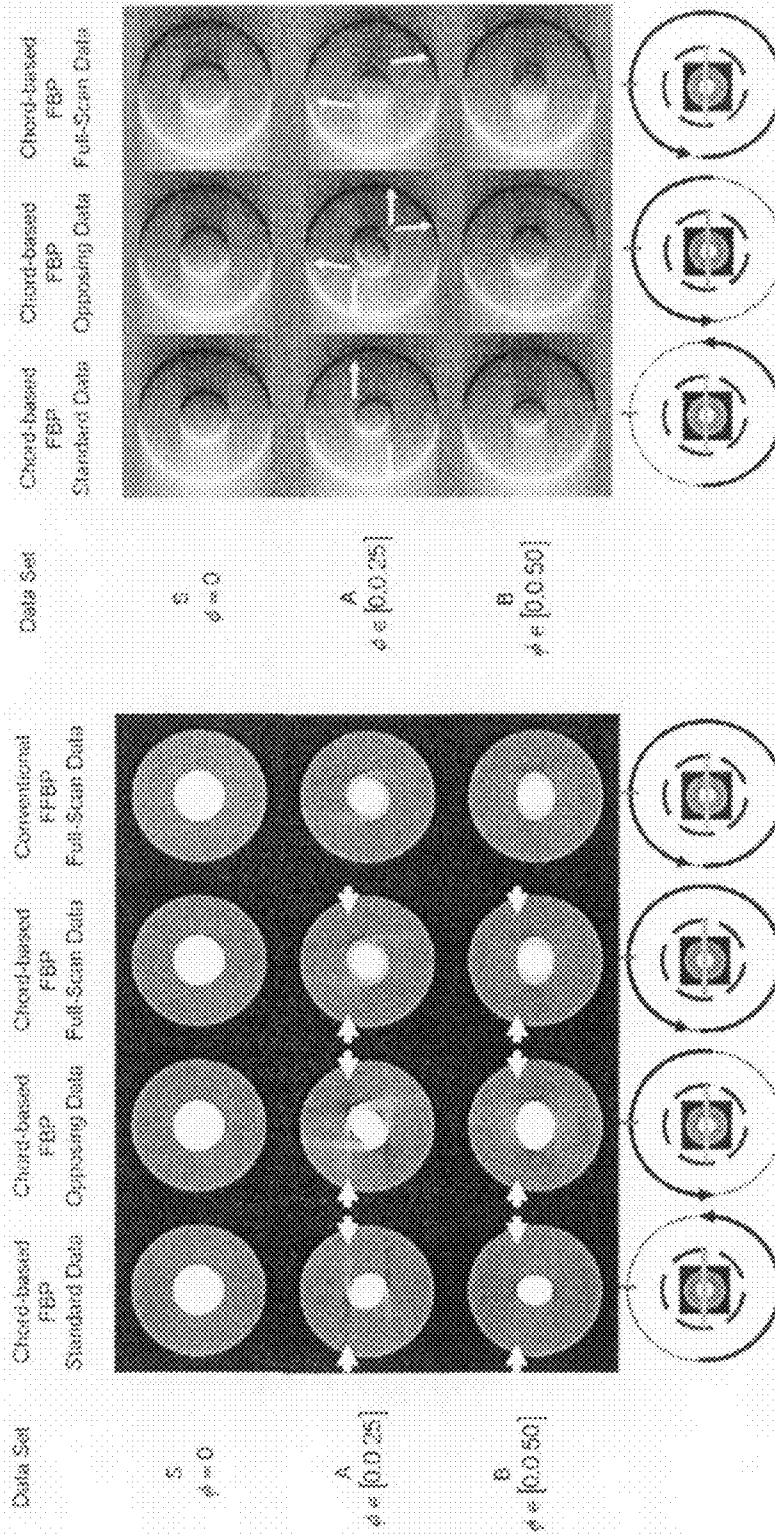 Data Set
Chord-based
FBP
Standard Data
Chord-based
FBP
Opposing Data
Chord-based
FBP
Full-Scan Data
Conventional
FFBP
Full-Scan Data
S
ϕ = 0
A
ϕ ∈ [0,0.25]
B
ϕ ∈ [0,0.50]
Data Set
Chord-based
FBP
Standard Data
Chord-based
FBP
Opposing Data
Chord-based
FBP
Full-Scan Data
S
ϕ = 0
A
ϕ ∈ [0,0.25]
B
ϕ ∈ [0,0.50]